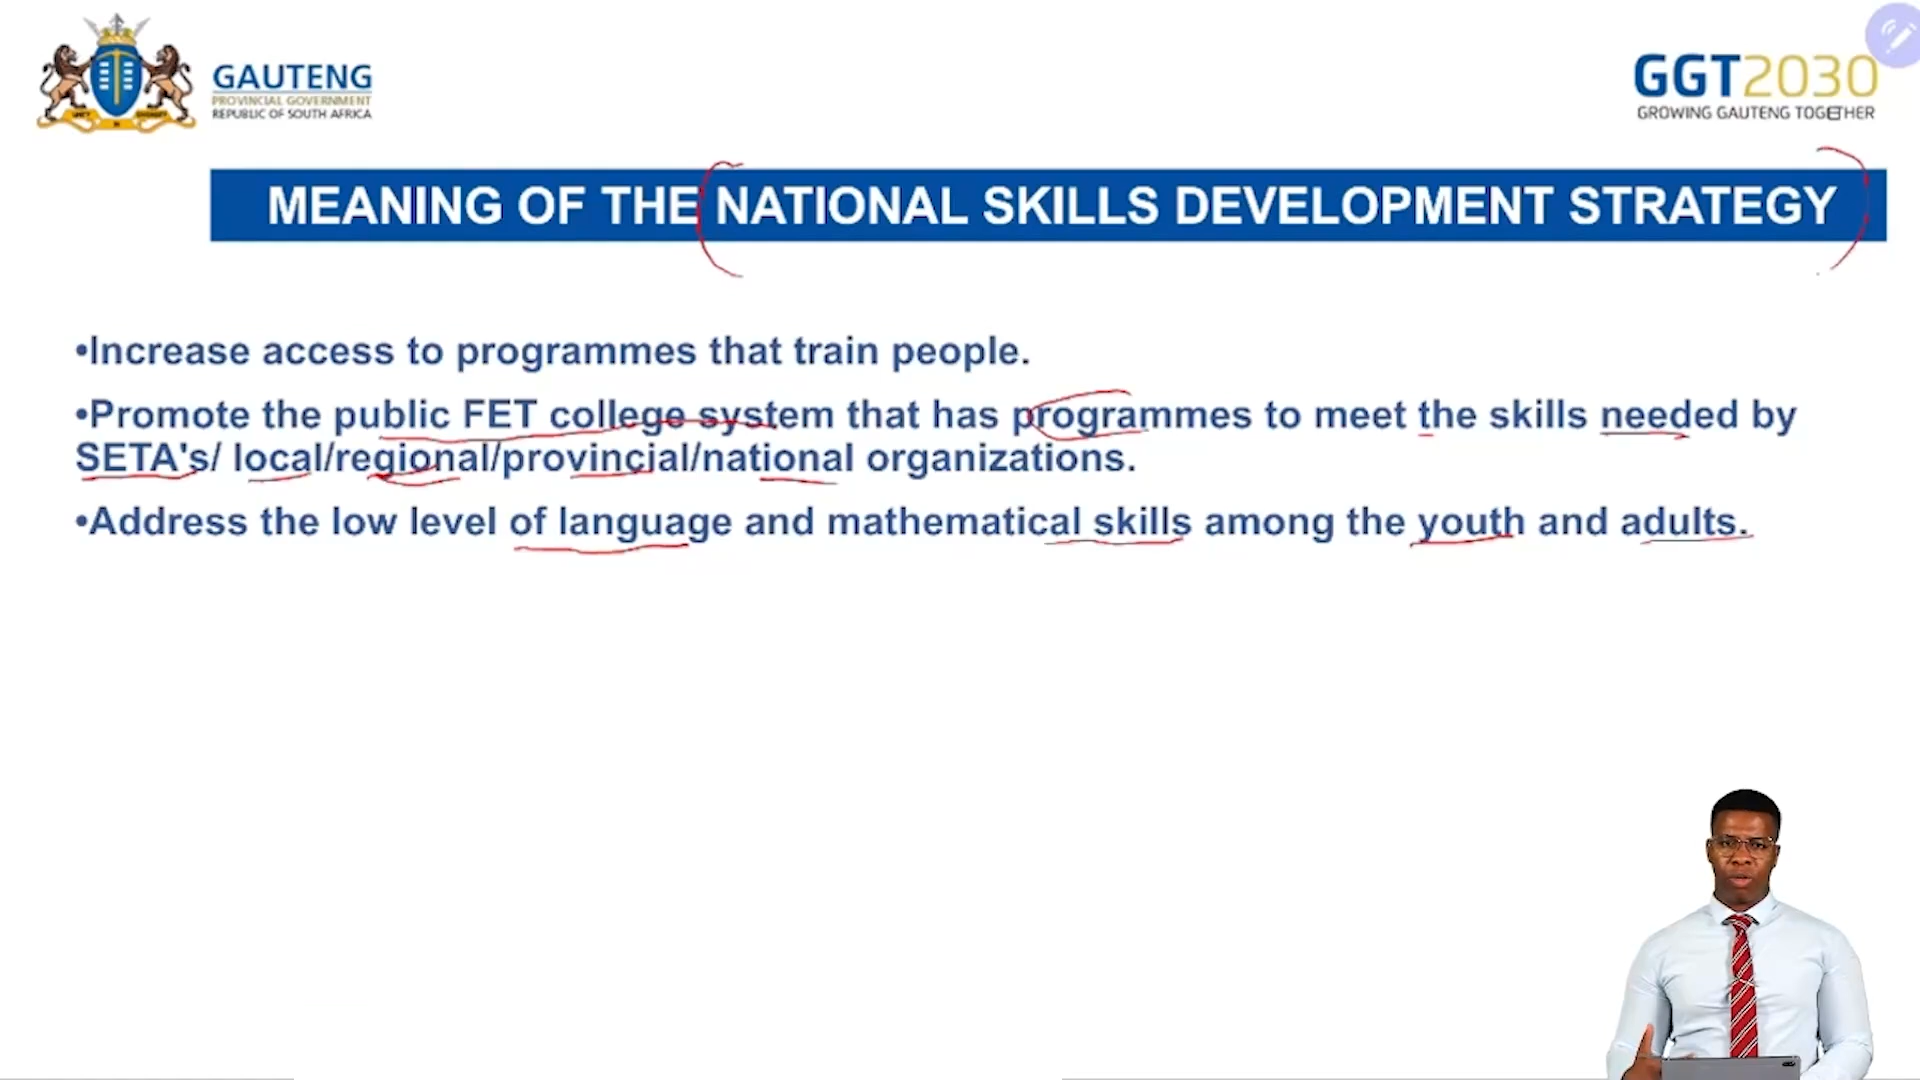 GAUTENG
PROVINCIAL GOVERNMENT
REPUBLIC OF SOUTH AFRICA
GGT2030
GROWING GAUTENG TOGETHER
MEANING OF THE NATIONAL SKILLS DEVELOPMENT STRATEGY
•Increase access to programmes that train people.
•Promote the public FET college system that has programmes to meet the skills needed by
SETA's/ local/regional/provincial/national organizations.
•Address the low level of language and mathematical skills among the youth and adults.